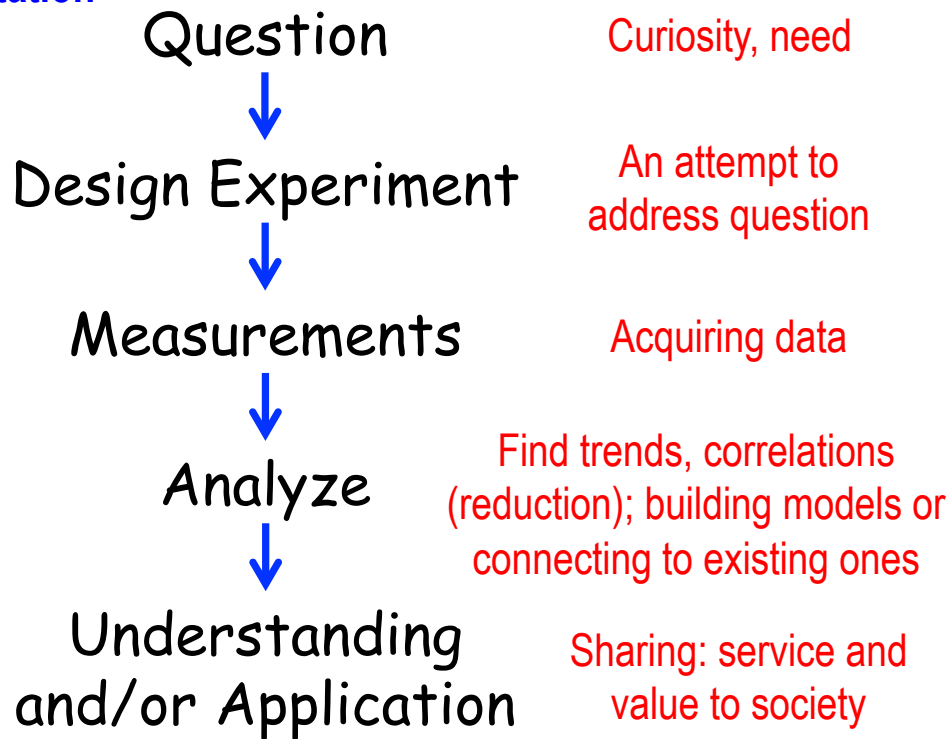 Question
Curiosity, need
Design Experiment
An attempt to
address question
Measurements
Acquiring data
Analyze
Find trends, correlations
(reduction); building models or
connecting to existing ones
Understanding
and/or Application
Sharing: service and
value to society